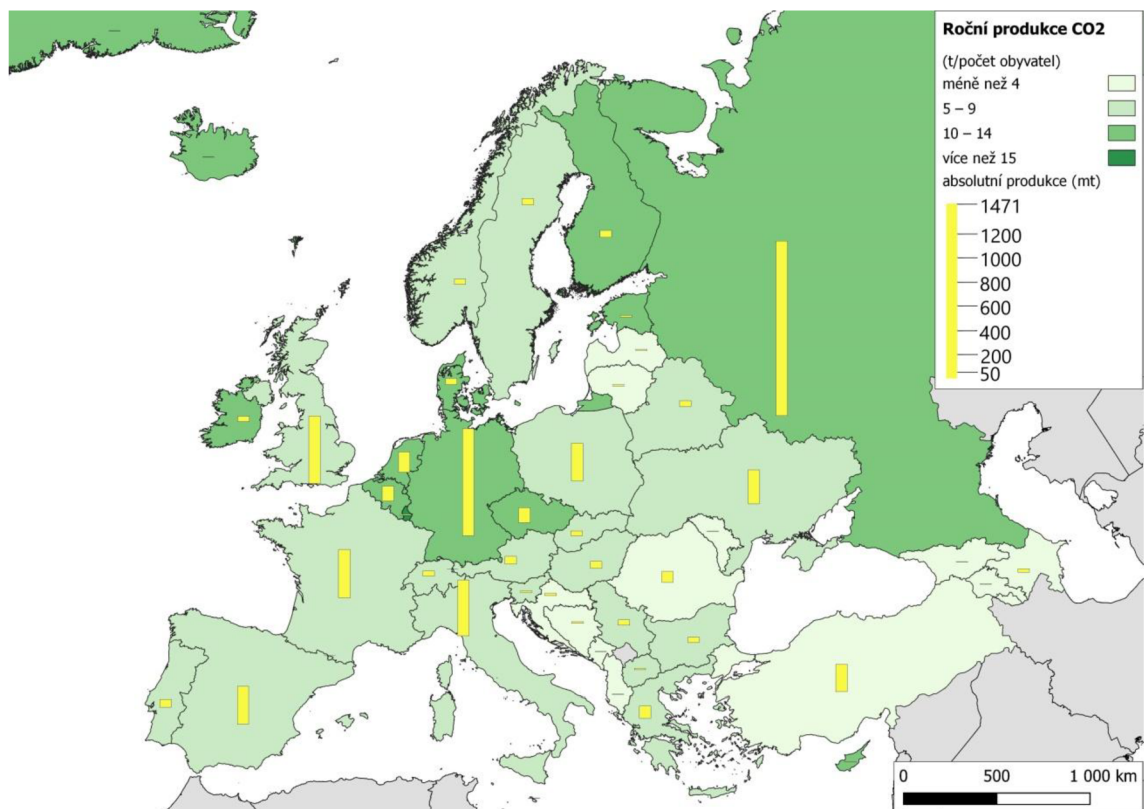 Roční produkce CO2
(t/počet obyvatel)
méně než 4
5 – 9
10 – 14
více než 15
absolutní produkce (mt)
1471
1200
1000
800
600
400
200
50
0 500 1 000 km